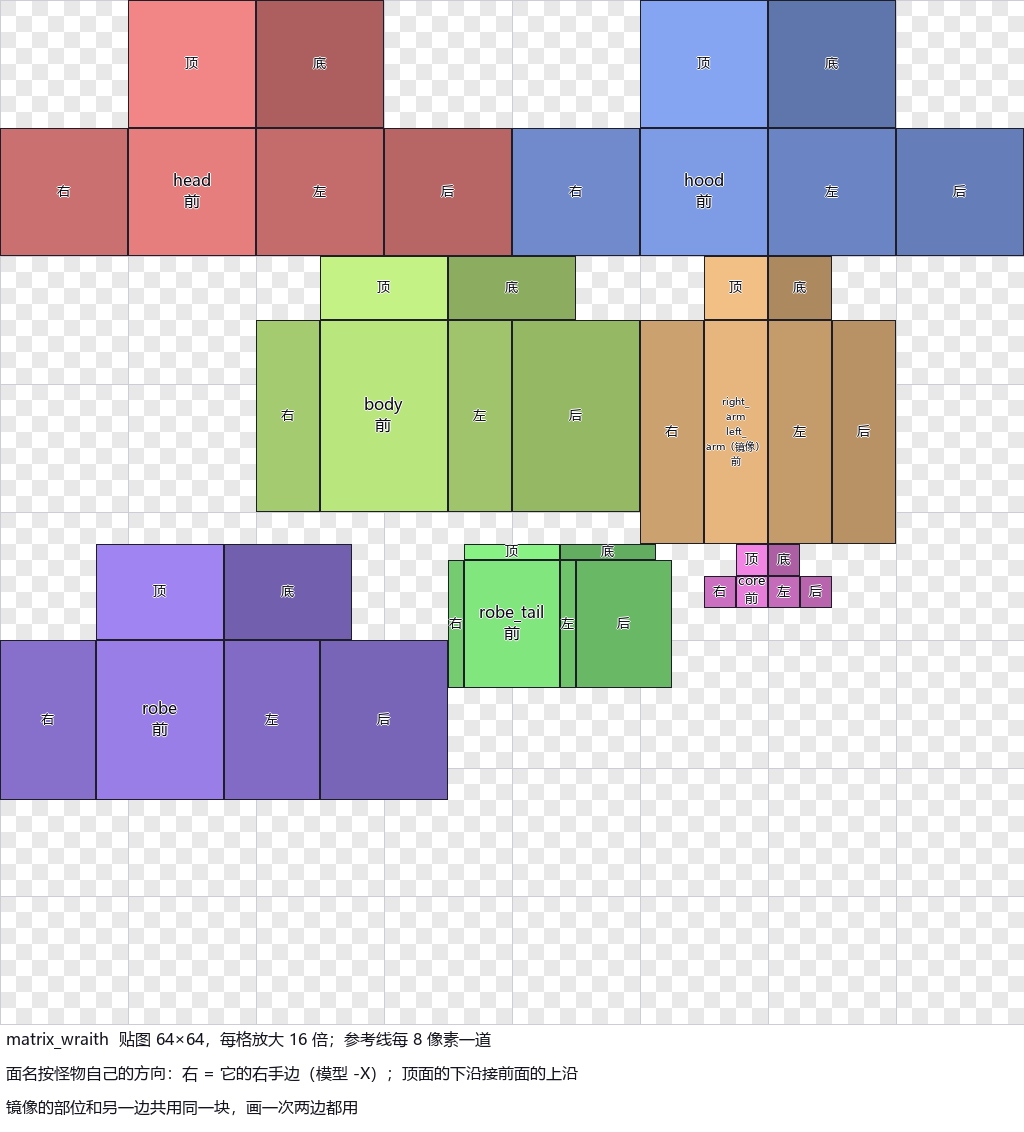 顶
底
顶
底
右
head
前
左
后
右
hood
前
左
后
顶
底
顶
底
右
body
前
左
后
右
right_
arm
left_
arm（镜像）
前
左
后
顶
底
顶
底
顶
底
右
core
前
左
后
右
robe_tail
前
左
后
右
robe
前
左
后
matrix_wraith 贴图 64×64，每格放大 16 倍；参考线每 8 像素一道
面名按怪物自己的方向：右 = 它的右手边（模型 -X）；顶面的下沿接前面的上沿
镜像的部位和另一边共用同一块，画一次两边都用